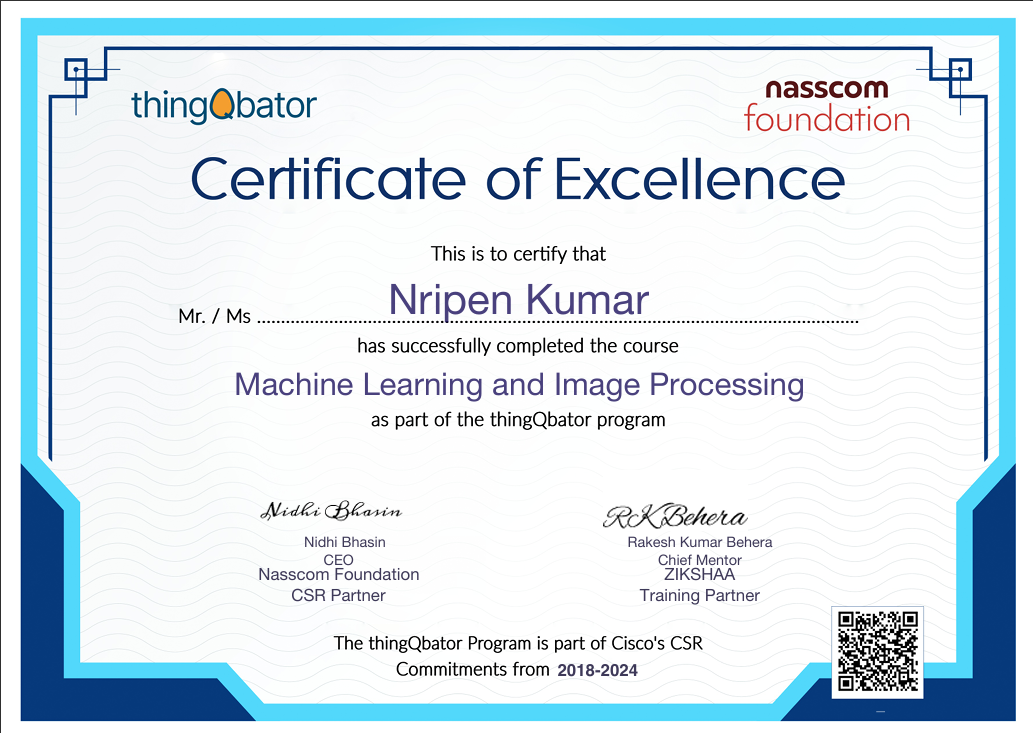 thingQbator
nasscom
foundation
Certificate of Excellence
This is to certify that
Mr. / Ms Nripen Kumar
has successfully completed the course
Machine Learning and Image Processing
as part of the thingQbator program
Nidhi Bhasin
Nidhi Bhasin
CEO
Nasscom Foundation
CSR Partner
RK Behera
Rakesh Kumar Behera
Chief Mentor
ZIKSHAA
Training Partner
The thingQbator Program is part of Cisco's CSR
Commitments from 2018-2024